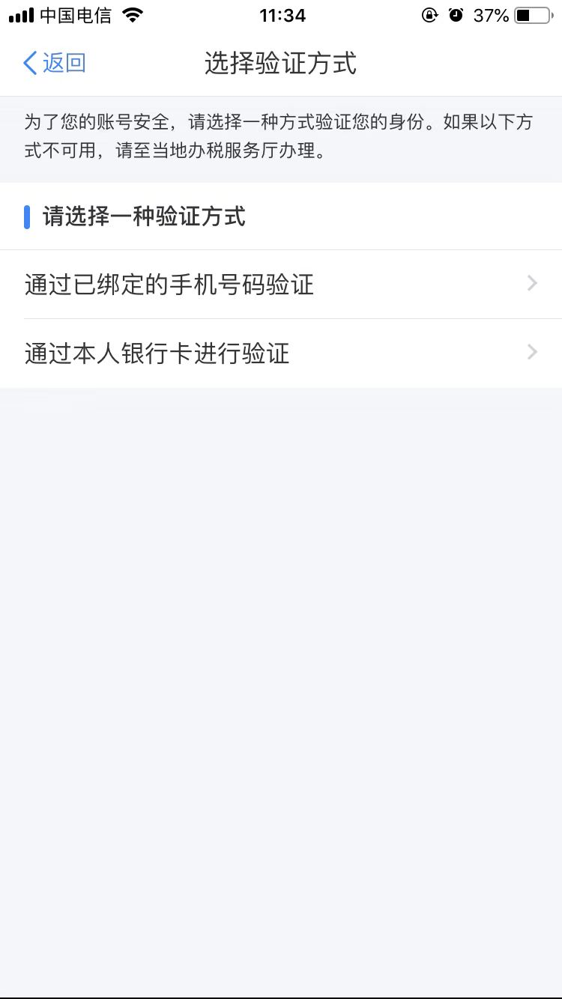 中国电信 11:34 37%
返回 选择验证方式
为了您的账号安全，请选择一种方式验证您的身份。如果以下方
式不可用，请至当地办税服务厅办理。
请选择一种验证方式
通过已绑定的手机号码验证
通过本人银行卡进行验证